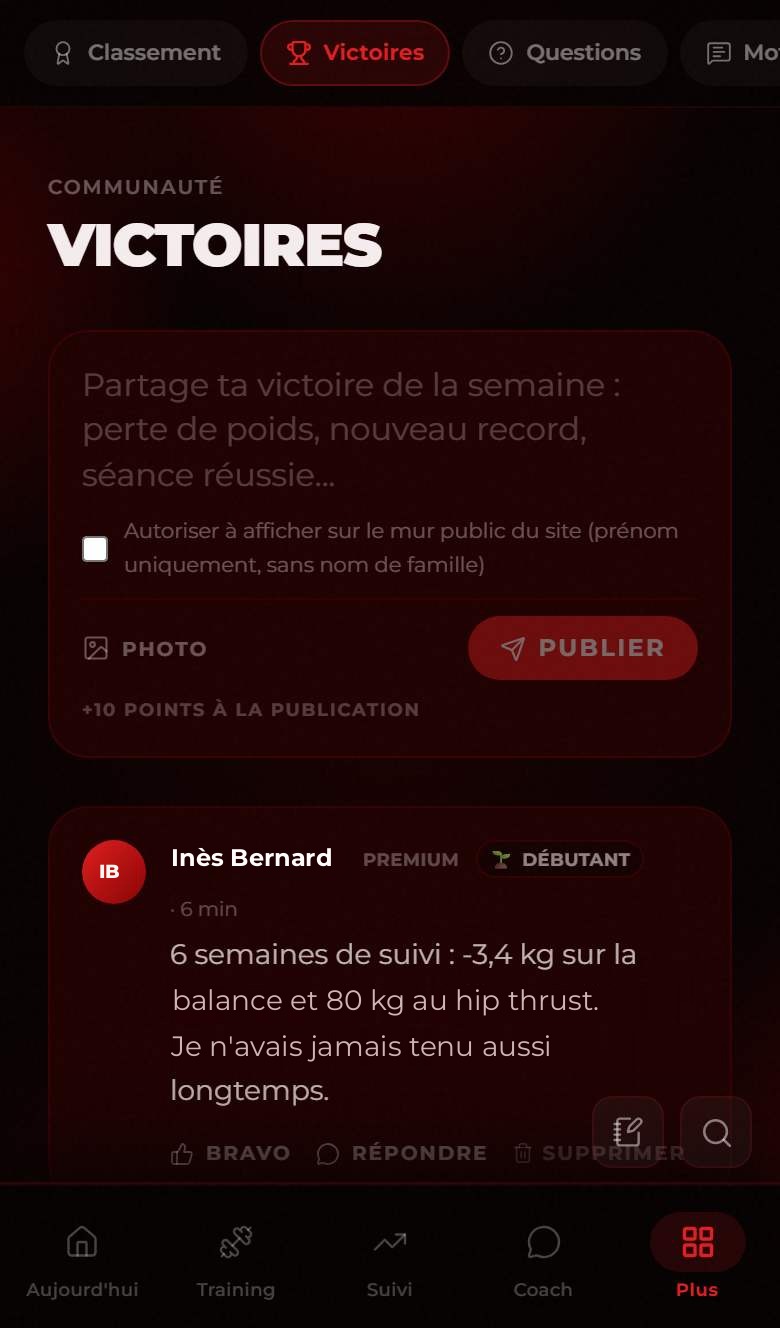 Classement
Victoires
Questions
COMMUNAUTÉ
VICTOIRES
Partage ta victoire de la semaine :
perte de poids, nouveau record,
séance réussie...
Autoriser à afficher sur le mur public du site (prénom
uniquement, sans nom de famille)
PHOTO
PUBLIER
+10 POINTS À LA PUBLICATION
IB
Inès Bernard
PREMIUM
DÉBUTANT
· 6 min
6 semaines de suivi : -3,4 kg sur la
balance et 80 kg au hip thrust.
Je n'avais jamais tenu aussi
longtemps.
BRAVO
RÉPONDRE
SUPPRIMER
Aujourd'hui
Training
Suivi
Coach
Plus